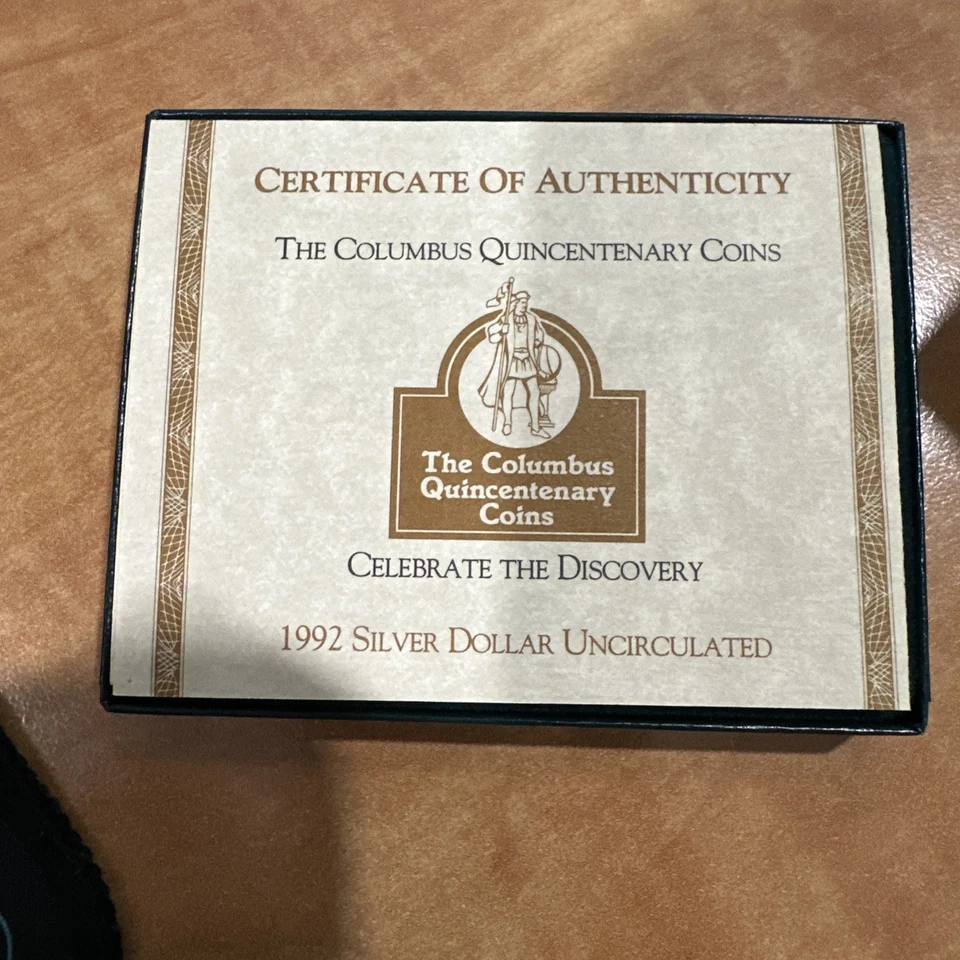 Certificate Of Authenticity
The Columbus Quincentenary Coins
The Columbus
Quincentenary
Coins
Celebrate the Discovery
1992 Silver Dollar Uncirculated